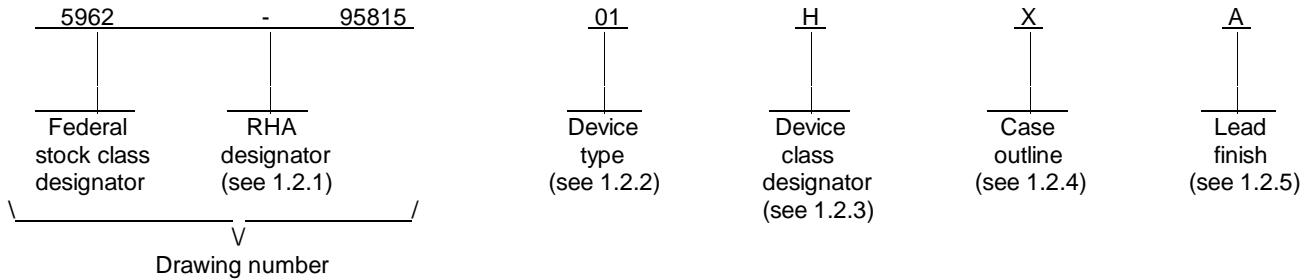 5962 - 95815 01 H X A
Federal stock class designator
RHA designator (see 1.2.1)
Device type (see 1.2.2)
Device class designator (see 1.2.3)
Case outline (see 1.2.4)
Lead finish (see 1.2.5)
\ /
\/
Drawing number